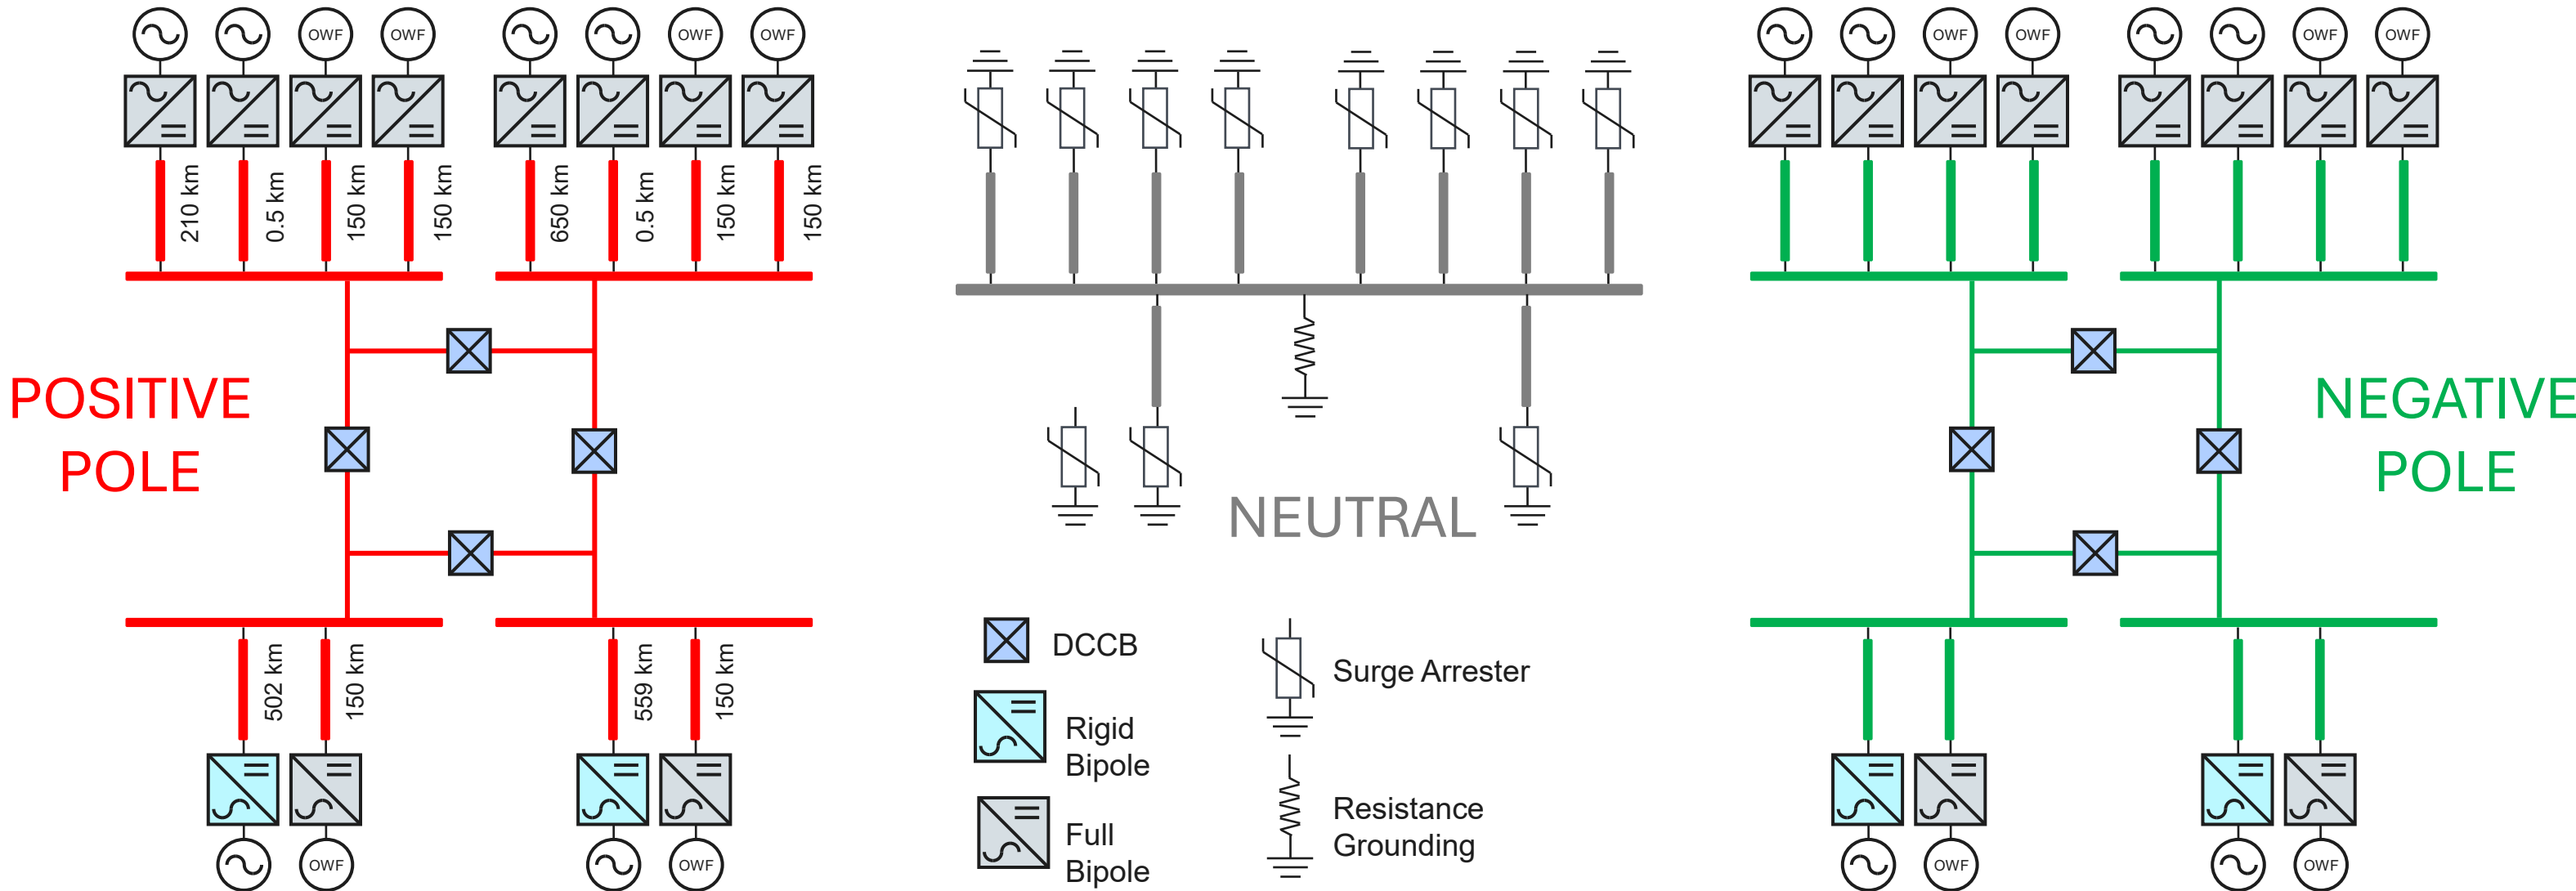 OWF
OWF
OWF
OWF
OWF
OWF
OWF
OWF
210 km
0.5 km
150 km
150 km
650 km
0.5 km
150 km
150 km
POSITIVE
POLE
NEUTRAL
NEGATIVE
POLE
502 km
150 km
559 km
150 km
DCCB
Rigid
Bipole
Full
Bipole
Surge Arrester
Resistance
Grounding
OWF
OWF
OWF
OWF